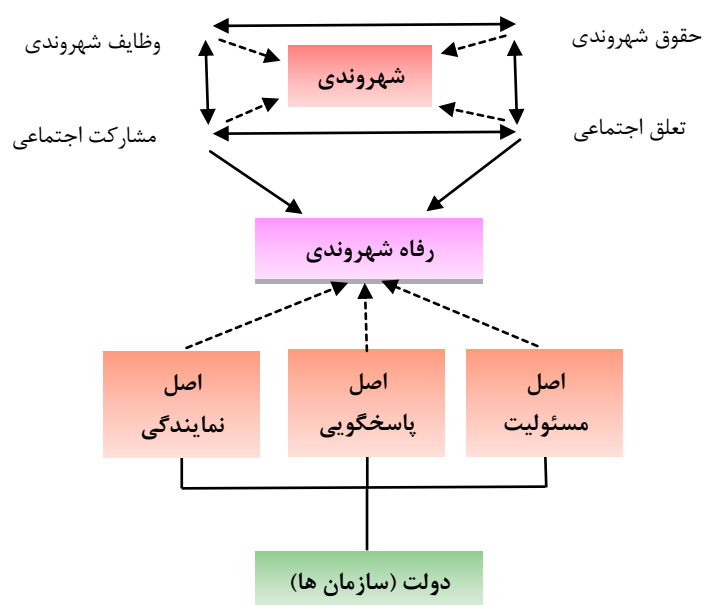 حقوق شهروندی
وظایف شهروندی
شهروندی
تعلق اجتماعی
مشارکت اجتماعی
رفاه شهروندی
اصل
مسئولیت
اصل
پاسخگویی
اصل
نمایندگی
دولت (سازمان ها)